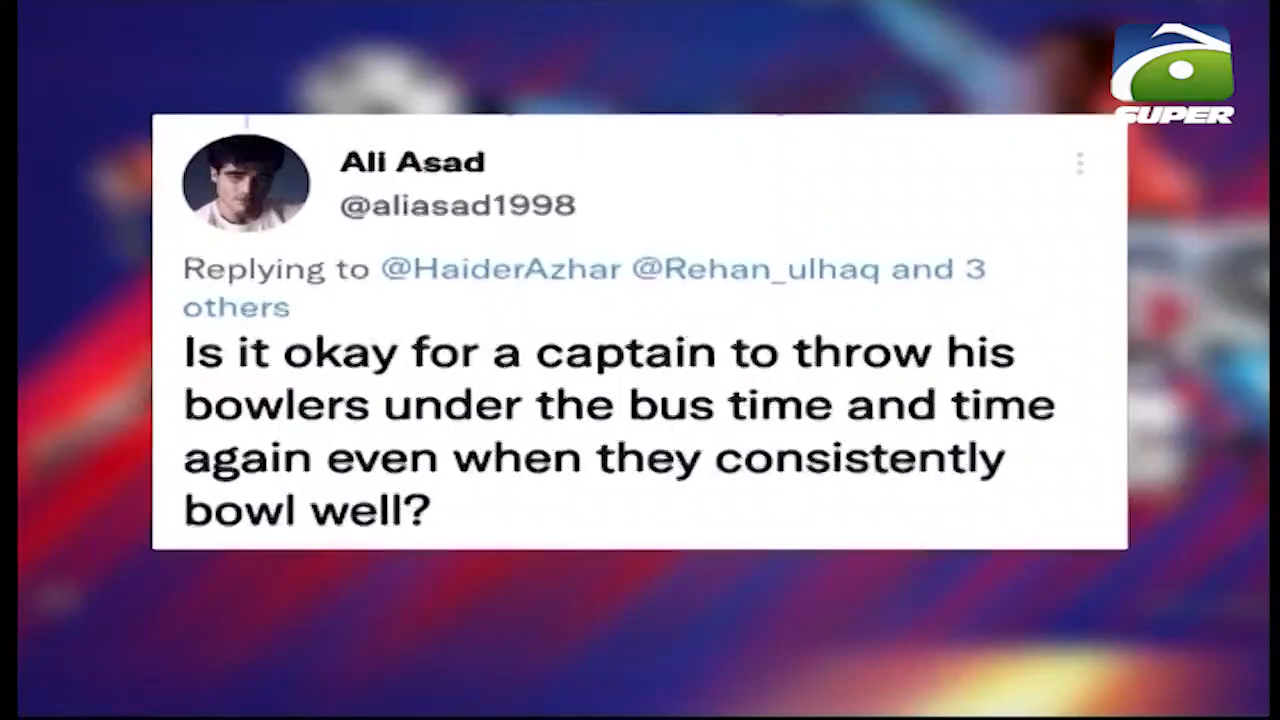 SUPER
Ali Asad
@aliasad1998
Replying to @HaiderAzhar @Rehan_ulhaq and 3
others
Is it okay for a captain to throw his
bowlers under the bus time and time
again even when they consistently
bowl well?